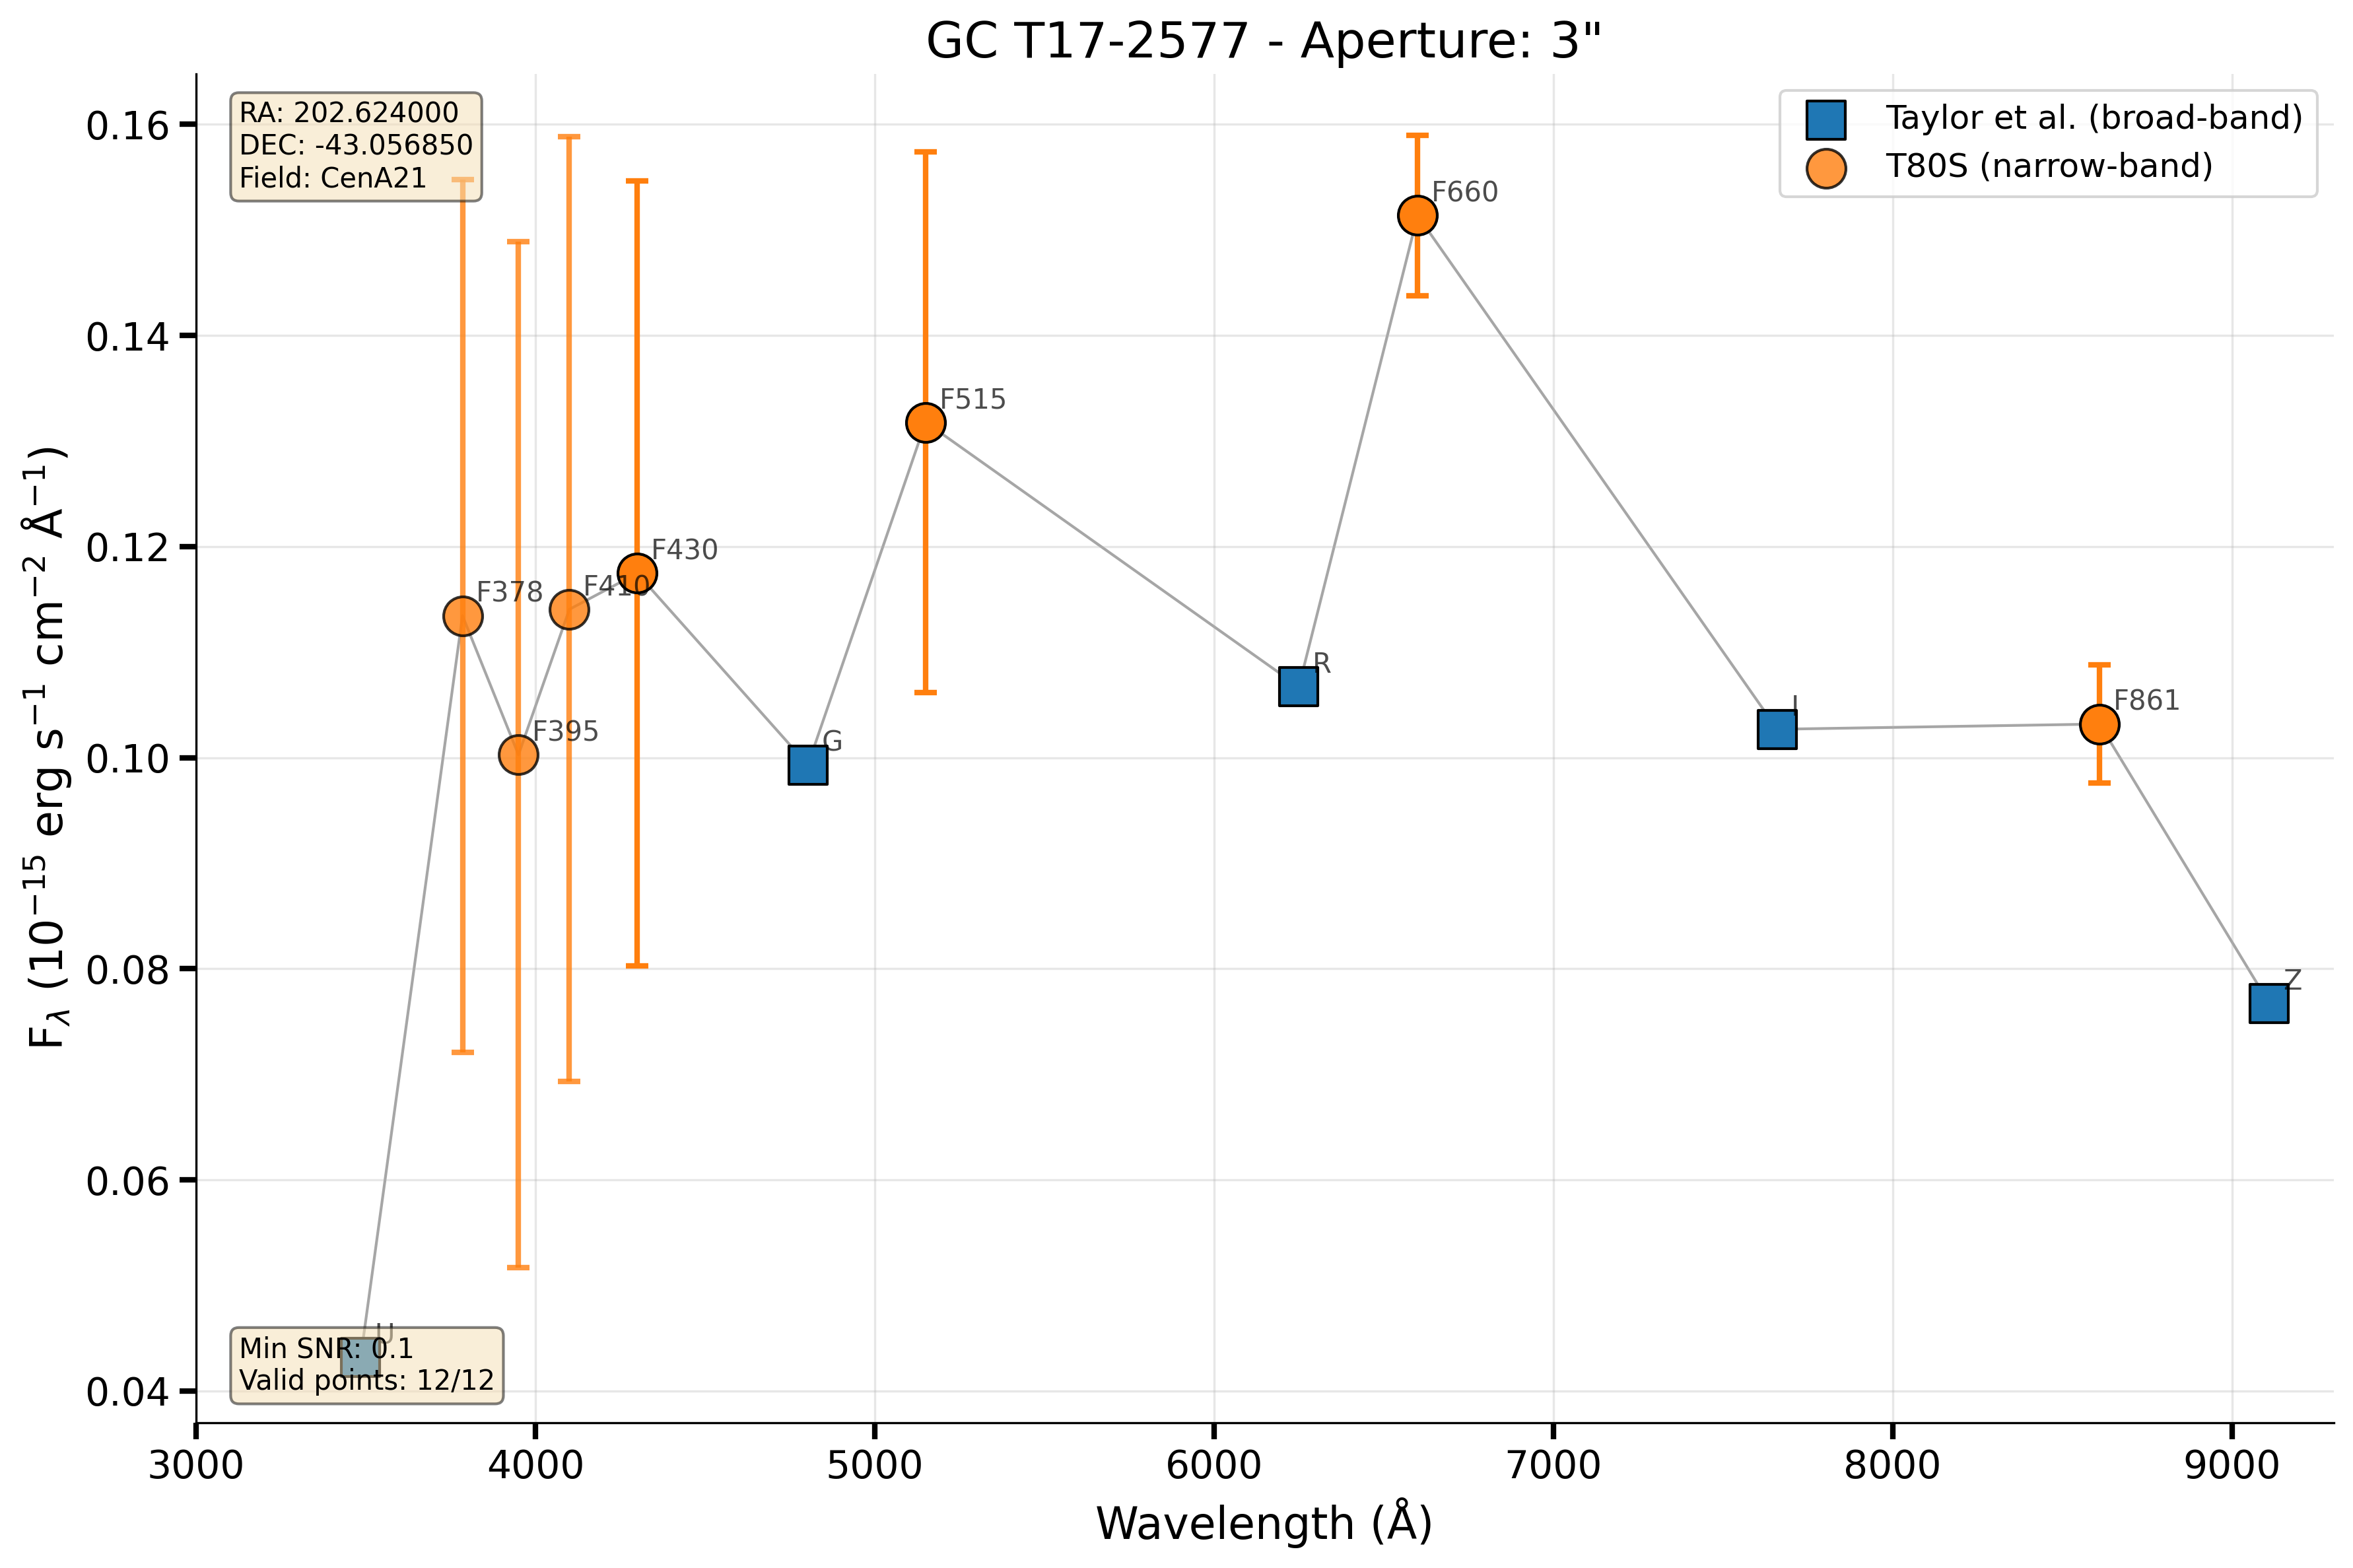 GC T17-2577 - Aperture: 3"
RA: 202.624000
DEC: -43.056850
Field: CenA21
Taylor et al. (broad-band)
T80S (narrow-band)
F660
F515
F430
F410
F378
F395
R
I
F861
G
Z
U
Min SNR: 0.1
Valid points: 12/12
0.16
0.14
0.12
0.10
0.08
0.06
0.04
F_λ (10⁻¹⁵ erg s⁻¹ cm⁻² Å⁻¹)
3000 4000 5000 6000 7000 8000 9000
Wavelength (Å)